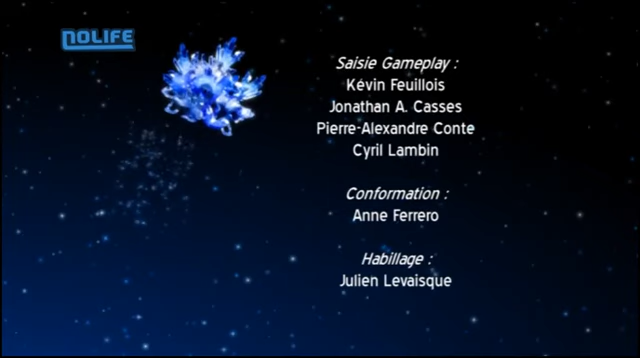 NOLIFE
Saisie Gameplay :
Kévin Feuillois
Jonathan A. Casses
Pierre-Alexandre Conte
Cyril Lambin
Conformation :
Anne Ferrero
Habillage :
Julien Levaisque